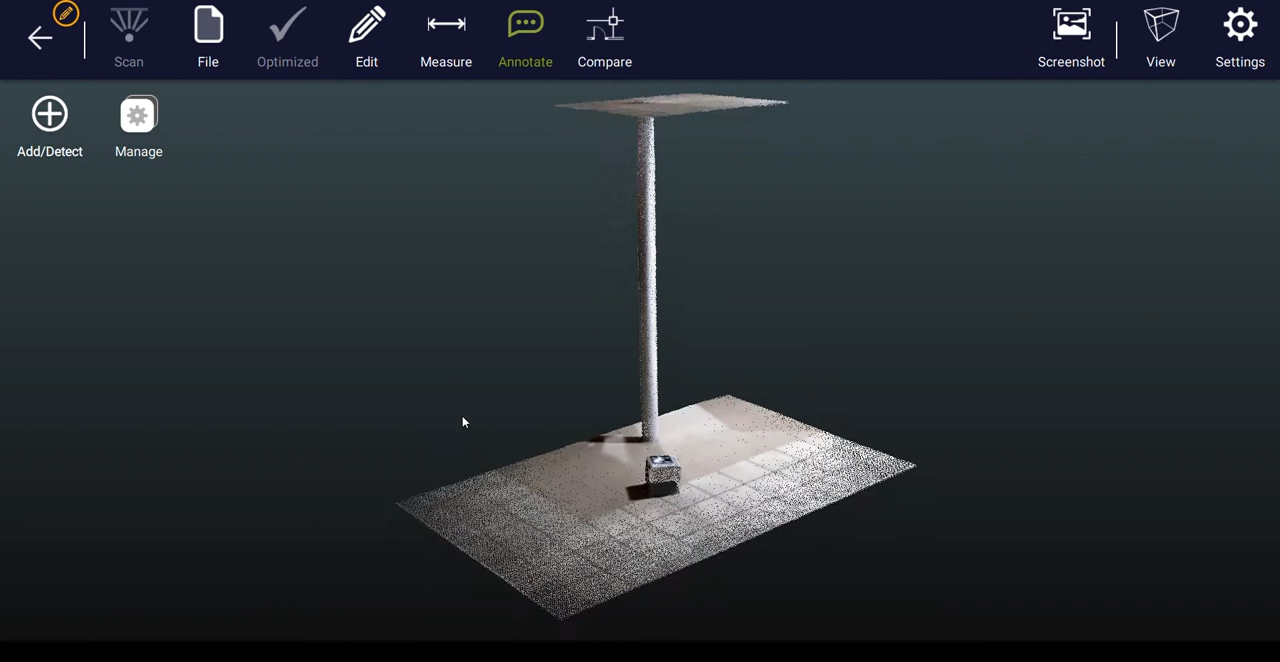 Scan
File
Optimized
Edit
Measure
Annotate
Compare
Screenshot
View
Settings
Add/Detect
Manage